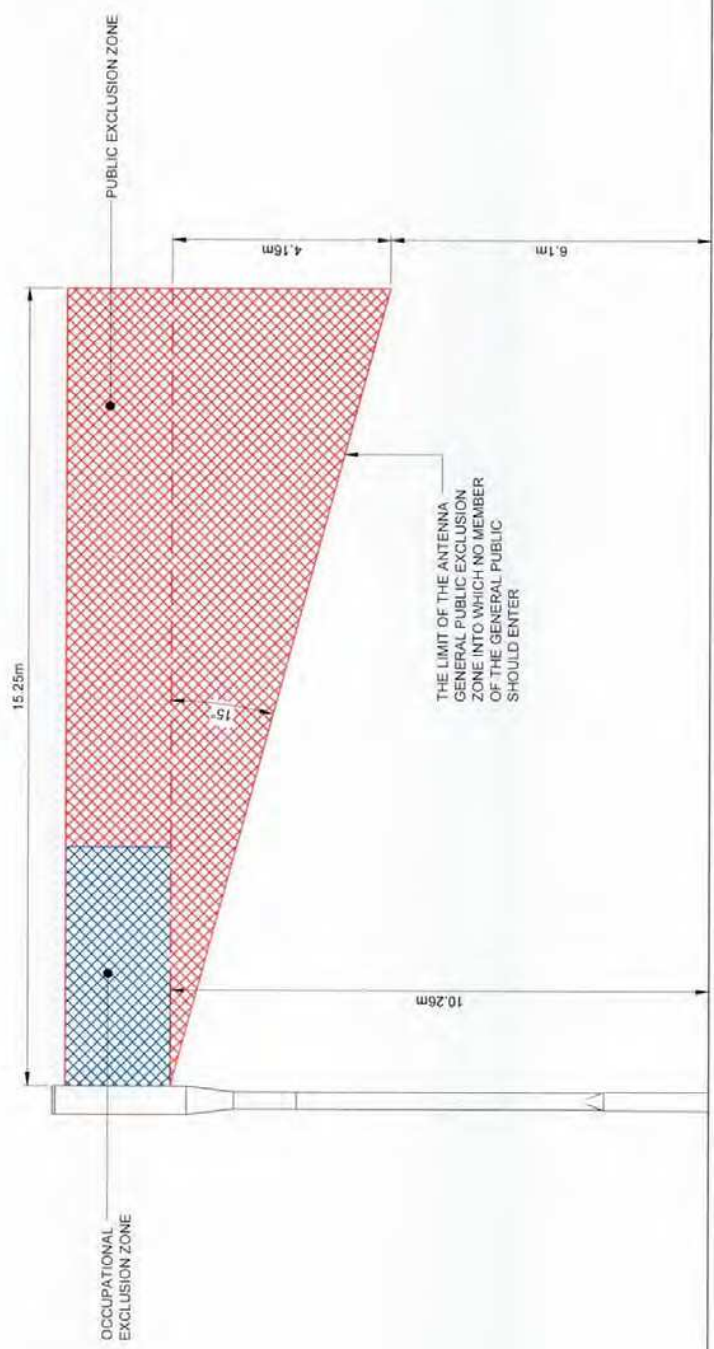 OCCUPATIONAL
EXCLUSION ZONE
15.25m
PUBLIC EXCLUSION ZONE
4.16m
15°
6.1m
10.26m
THE LIMIT OF THE ANTENNA
GENERAL PUBLIC EXCLUSION
ZONE INTO WHICH NO MEMBER
OF THE GENERAL PUBLIC
SHOULD ENTER